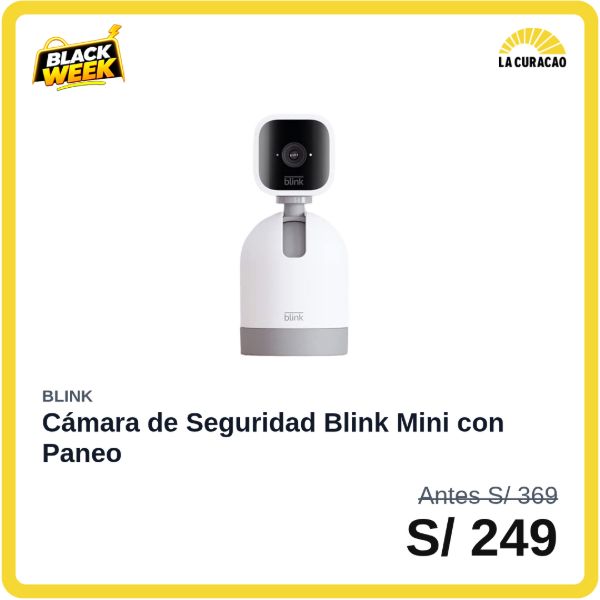 BLACK
WEEK
LA CURACAO
blink
blink
BLINK
Cámara de Seguridad Blink Mini con
Paneo
Antes S/ 369
S/ 249